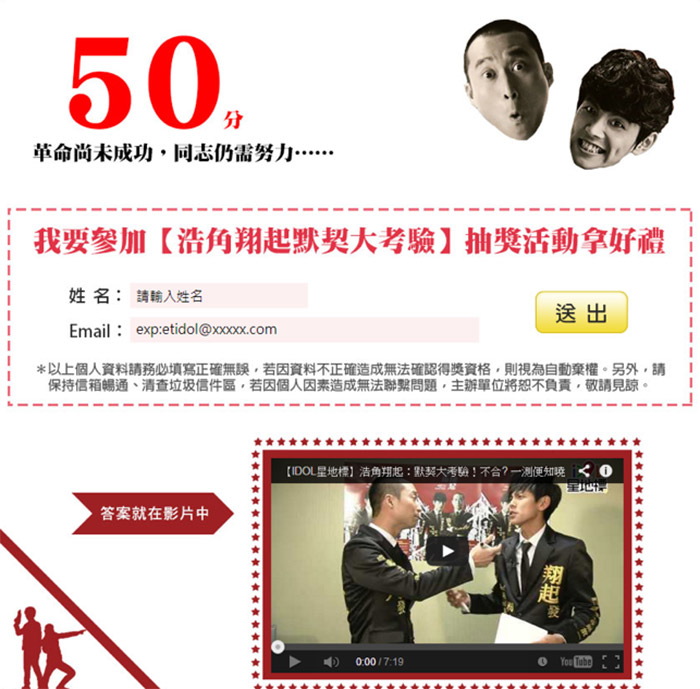 50分
革命尚未成功，同志仍需努力……
我要參加【浩角翔起默契大考驗】抽獎活動拿好禮
姓 名： 請輸入姓名
送 出
Email： exp:etidol@xxxxx.com
＊以上個人資料請務必填寫正確無誤，若因資料不正確造成無法確認得獎資格，則視為自動棄權。另外，請
保持信箱暢通、清查垃圾信件區，若因個人因素造成無法聯繫問題，主辦單位將恕不負責，敬請見諒。
【IDOL星地標】浩角翔起：默契大考驗！不合？一測便知曉
星地標
答案就在影片中
翔起
發
發
0:00 / 7:19
YouTube